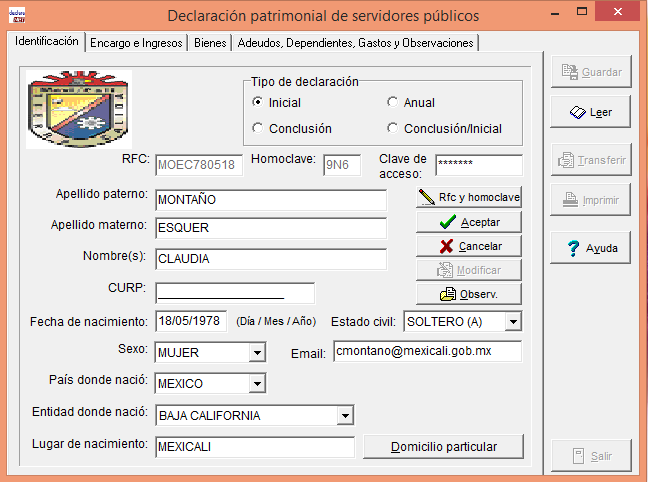 declara
.NET
Declaración patrimonial de servidores públicos
Identificación
Encargo e Ingresos
Bienes
Adeudos, Dependientes, Gastos y Observaciones
Tipo de declaración
Inicial
Anual
Conclusión
Conclusión/Inicial
Guardar
Leer
Transferir
Imprimir
Ayuda
RFC: MOEC780518 Homoclave: 9N6 Clave de
acceso: *******
Apellido paterno: MONTAÑO
Rfc y homoclave
Apellido materno: ESQUER
Aceptar
Nombre(s): CLAUDIA
Cancelar
Modificar
CURP: __________________
Observ.
Fecha de nacimiento: 18/05/1978 (Día / Mes / Año) Estado civil: SOLTERO (A)
Sexo: MUJER Email: cmontano@mexicali.gob.mx
País donde nació: MEXICO
Entidad donde nació: BAJA CALIFORNIA
Lugar de nacimiento: MEXICALI
Domicilio particular
Salir